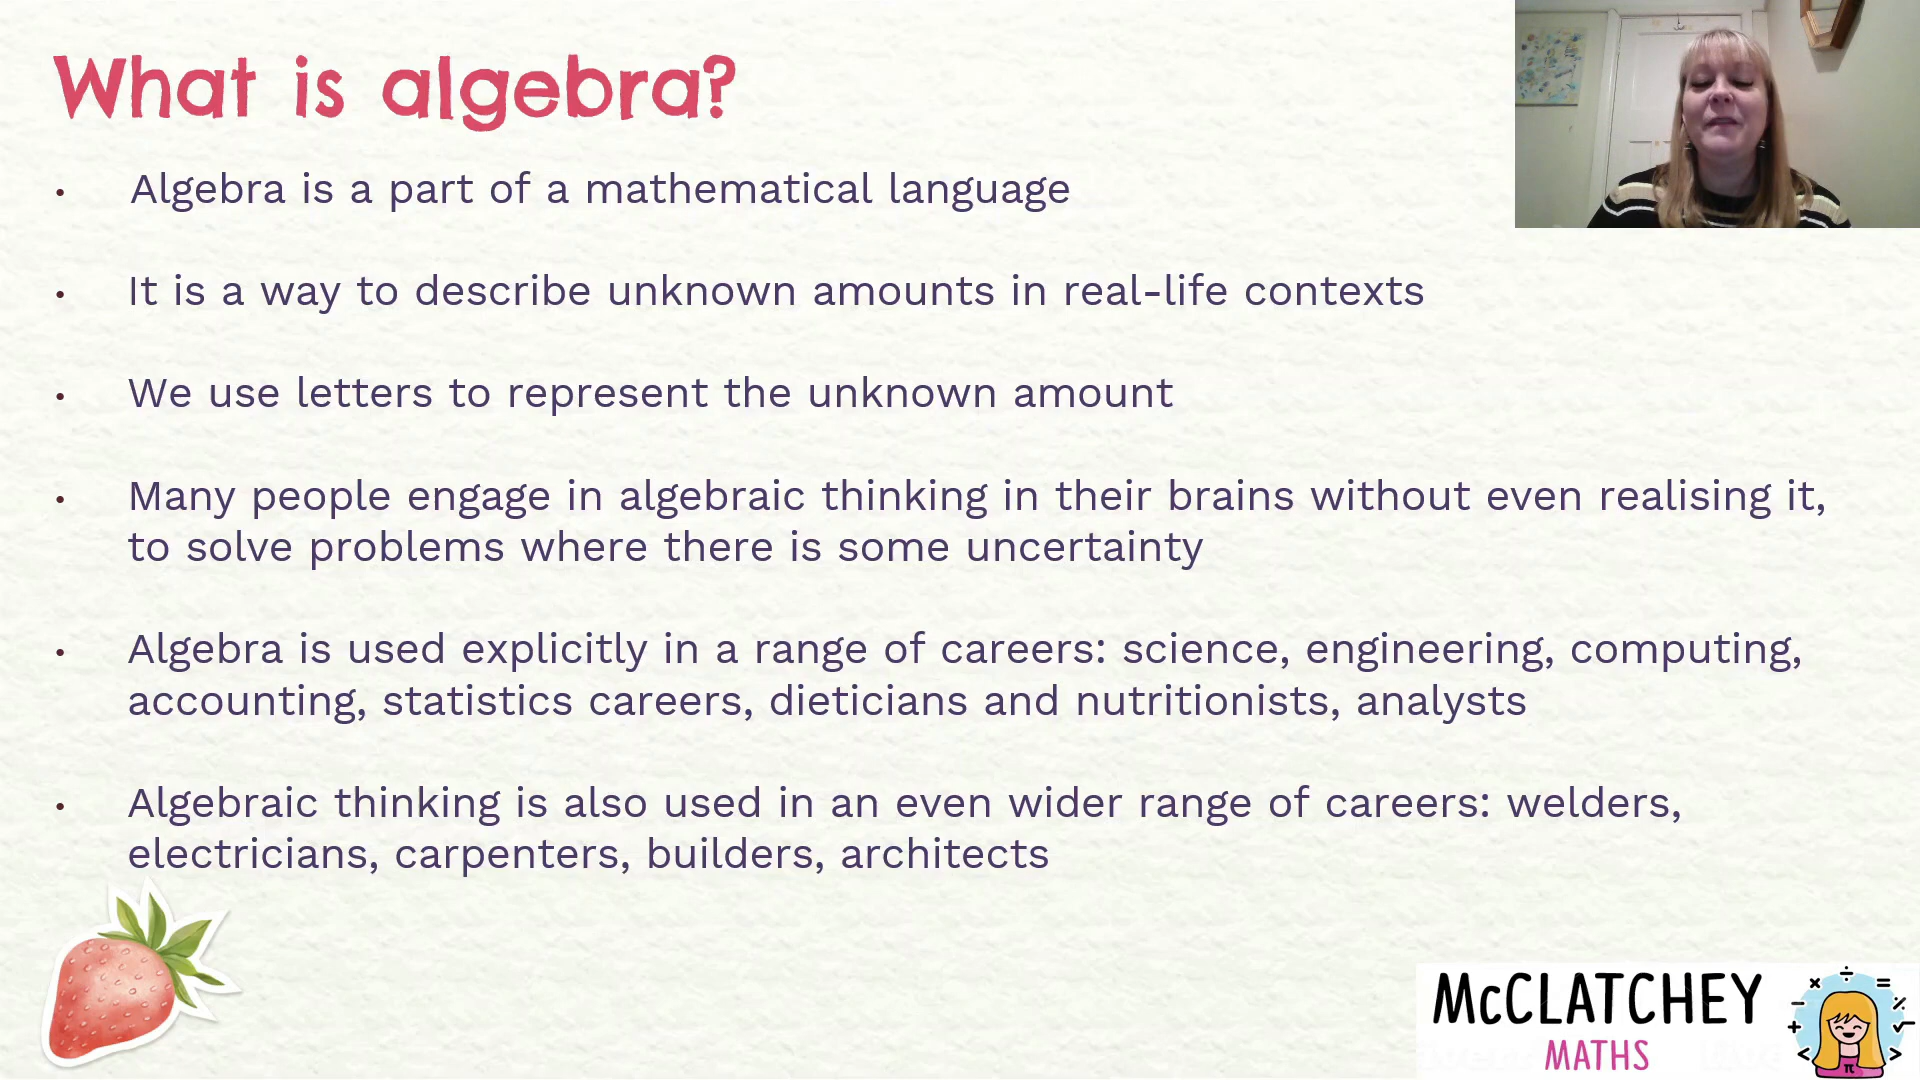 What is algebra?
• Algebra is a part of a mathematical language
• It is a way to describe unknown amounts in real-life contexts
• We use letters to represent the unknown amount
• Many people engage in algebraic thinking in their brains without even realising it,
to solve problems where there is some uncertainty
• Algebra is used explicitly in a range of careers: science, engineering, computing,
accounting, statistics careers, dieticians and nutritionists, analysts
• Algebraic thinking is also used in an even wider range of careers: welders,
electricians, carpenters, builders, architects
McCLATCHEY
MATHS
π